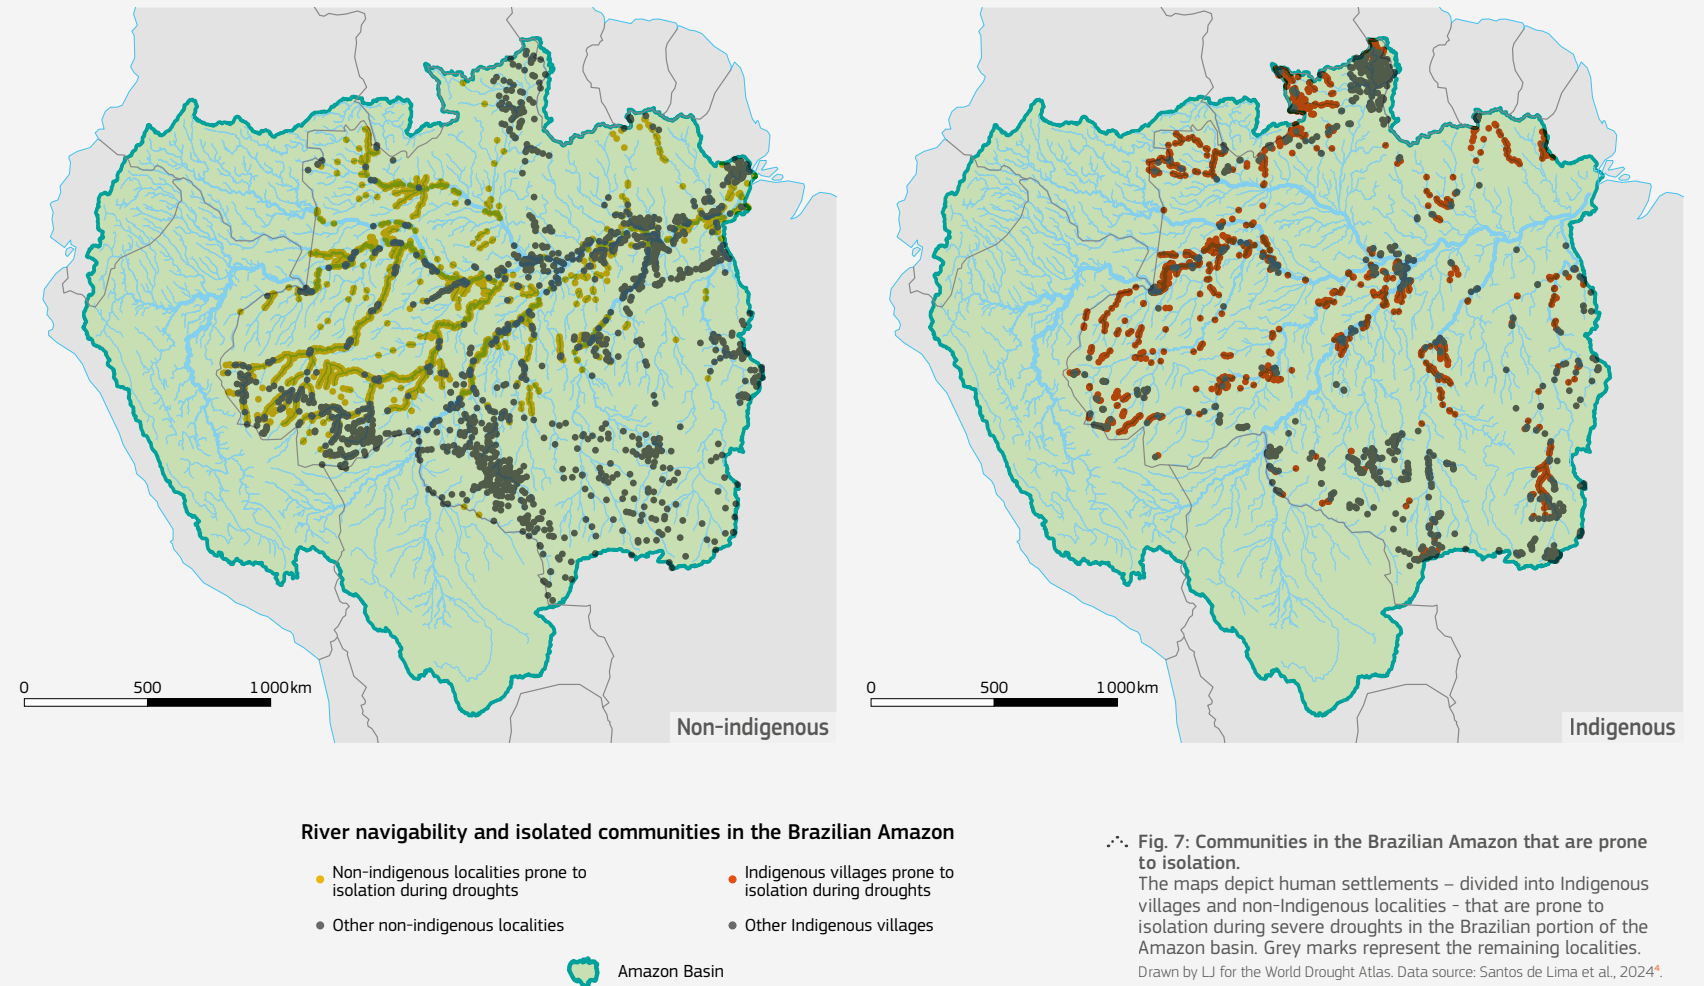 0 500 1000km
Non-indigenous
0 500 1000km
Indigenous
River navigability and isolated communities in the Brazilian Amazon
Non-indigenous localities prone to
isolation during droughts
Other non-indigenous localities
Indigenous villages prone to
isolation during droughts
Other Indigenous villages
Amazon Basin
Fig. 7: Communities in the Brazilian Amazon that are prone
to isolation.
The maps depict human settlements – divided into Indigenous
villages and non-Indigenous localities - that are prone to
isolation during severe droughts in the Brazilian portion of the
Amazon basin. Grey marks represent the remaining localities.
Drawn by LJ for the World Drought Atlas. Data source: Santos de Lima et al., 2024⁴.